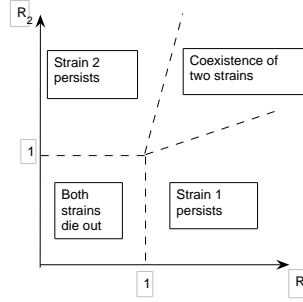 R2
Strain 2
persists
Coexistence of
two strains
1
Both
strains
die out
Strain 1
persists
1
R